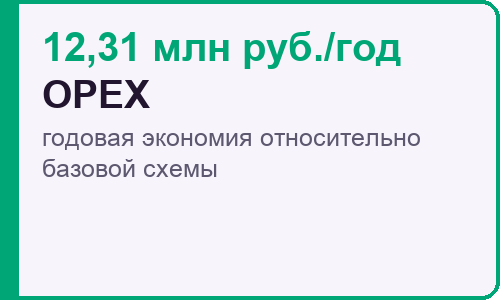 12,31 млн руб./год
OPEX
годовая экономия относительно
базовой схемы